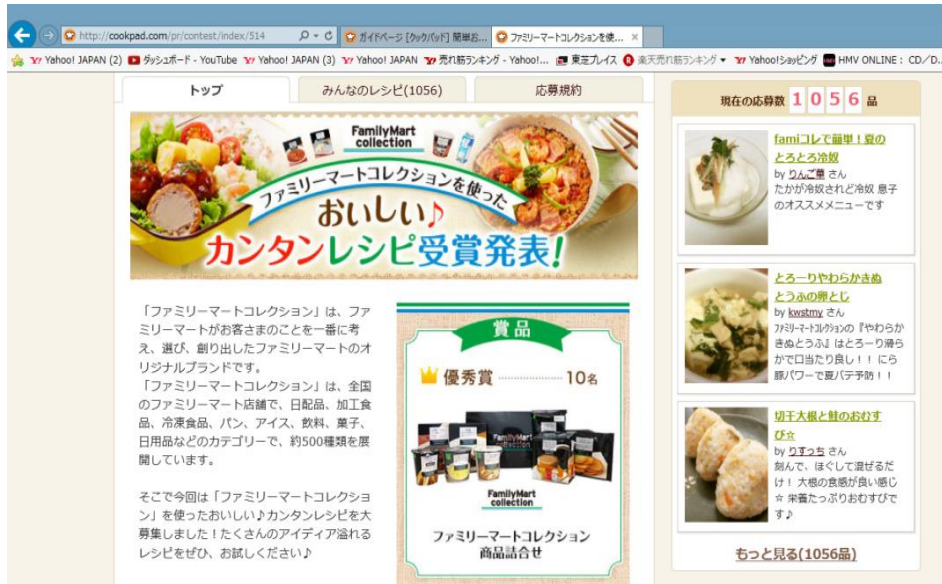 http://cookpad.com/pr/contest/index/514
ガイドページ [クックパッド] 簡単お...
ファミリーマートコレクションを使...
Yahoo! JAPAN (2)
ダッシュボード - YouTube
Yahoo! JAPAN (3)
Yahoo! JAPAN
売れ筋ランキング - Yahoo!...
東芝プレイス
楽天売れ筋ランキング
Yahoo!ショッピング
HMV ONLINE : CD/D...
トップ
みんなのレシピ(1056)
応募規約
FamilyMart
collection
ファミリーマートコレクションを使った
おいしい♪
カンタンレシピ受賞発表!
「ファミリーマートコレクション」は、ファ
ミリーマートがお客さまのことを一番に考
え、選び、創り出したファミリーマートのオ
リジナルブランドです。
「ファミリーマートコレクション」は、全国
のファミリーマート店舗で、日配品、加工食
品、冷凍食品、パン、アイス、飲料、菓子、
日用品などのカテゴリーで、約500種類を展
開しています。
そこで今回は「ファミリーマートコレクショ
ン」を使ったおいしい♪カンタンレシピを大
募集しました!たくさんのアイディア溢れる
レシピをぜひ、お試しください♪
賞品
優秀賞 ──── 10名
FamilyMart
collection
FamilyMart
collection
ファミリーマートコレクション
商品詰合せ
現在の応募数 1056 品
famiコレで簡単!夏の
とろとろ冷奴
by りんご華 さん
たかが冷奴されど冷奴 息子
のオススメメニューです
とろーりやわらかきぬ
とうふの卵とじ
by kwstmy さん
ファミリーマートコレクションの『やわらか
きぬとうふ』はとろーり滑ら
かで口当たり良し!!にら
豚パワーで夏バテ予防!!
切干大根と鮭のおむす
び☆
by りすっち さん
刻んで、ほぐして混ぜるだ
け! 大根の食感が良い感じ
☆ 栄養たっぷりおむすびで
す♪
もっと見る(1056品)